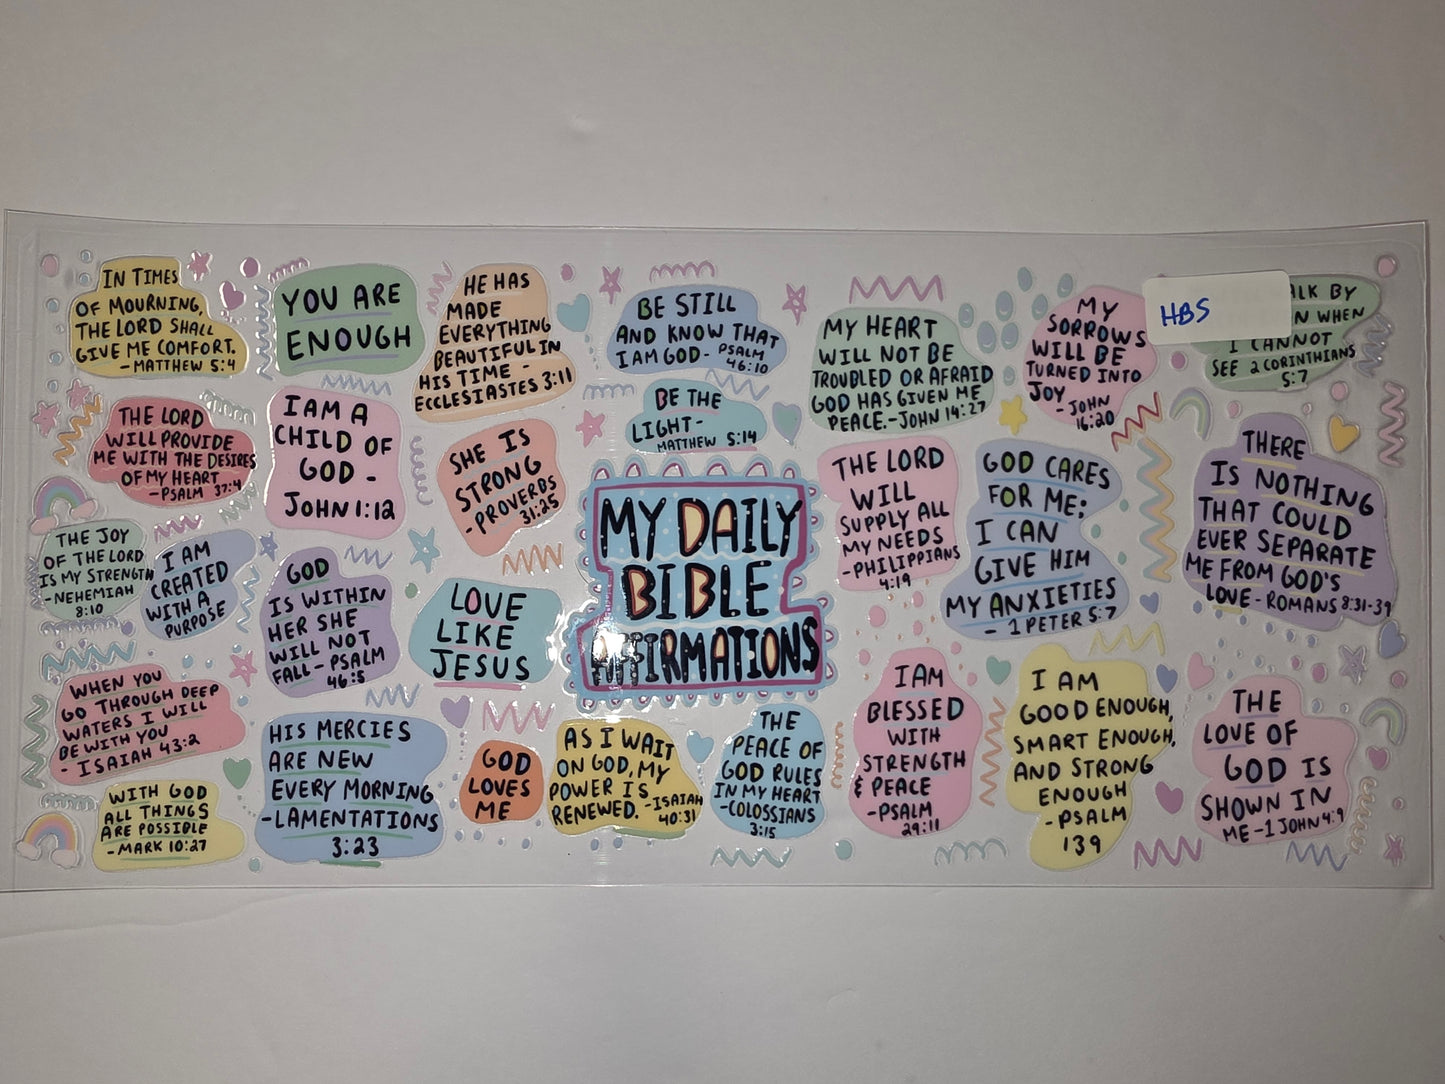 IN TIMES
OF MOURNING,
THE LORD SHALL
GIVE ME COMFORT.
- MATTHEW 5:4
YOU ARE
ENOUGH
HE HAS
MADE
EVERYTHING
BEAUTIFUL IN
HIS TIME -
ECCLESIASTES 3:11
BE STILL
AND KNOW THAT
I AM GOD - PSALM
46:10
BE THE
LIGHT -
MATTHEW 5:14
MY HEART
WILL NOT BE
TROUBLED OR AFRAID
GOD HAS GIVEN ME
PEACE. - JOHN 14:27
MY
SORROWS
WILL BE
TURNED INTO
JOY
- JOHN
16:20
HBS
ALK BY
N WHEN
I CANNOT
SEE 2 CORINTHIANS
5:7
THE LORD
WILL PROVIDE
ME WITH THE DESIRES
OF MY HEART
- PSALM 37:4
I AM A
CHILD OF
GOD -
JOHN 1:12
SHE IS
STRONG
- PROVERBS
31:25
MY DAILY
BIBLE
AFFIRMATIONS
THE LORD
WILL
SUPPLY ALL
MY NEEDS
- PHILIPPIANS
4:19
GOD CARES
FOR ME;
I CAN
GIVE HIM
MY ANXIETIES
- 1 PETER 5:7
THERE
IS NOTHING
THAT COULD
EVER SEPARATE
ME FROM GOD'S
LOVE - ROMANS 8:31-39
THE JOY
OF THE LORD
IS MY STRENGTH
- NEHEMIAH
8:10
I AM
CREATED
WITH A
PURPOSE
GOD
IS WITHIN
HER SHE
WILL NOT
FALL - PSALM
46:5
LOVE
LIKE
JESUS
WHEN YOU
GO THROUGH DEEP
WATERS I WILL
BE WITH YOU
- ISAIAH 43:2
HIS MERCIES
ARE NEW
EVERY MORNING
- LAMENTATIONS
3:23
GOD
LOVES
ME
AS I WAIT
ON GOD, MY
POWER IS
RENEWED. - ISAIAH
40:31
THE
PEACE OF
GOD RULES
IN MY HEART
- COLOSSIANS
3:15
I AM
BLESSED
WITH
STRENGTH
& PEACE
- PSALM
29:11
I AM
GOOD ENOUGH,
SMART ENOUGH,
AND STRONG
ENOUGH
- PSALM
139
THE
LOVE OF
GOD IS
SHOWN IN
ME - 1 JOHN 4:9
WITH GOD
ALL THINGS
ARE POSSIBLE
- MARK 10:27